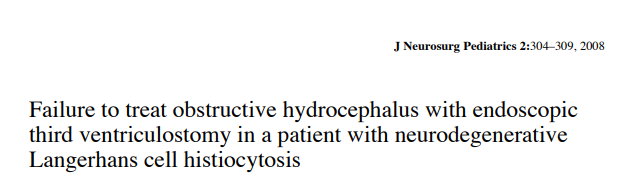 J Neurosurg Pediatrics 2:304–309, 2008
Failure to treat obstructive hydrocephalus with endoscopic
third ventriculostomy in a patient with neurodegenerative
Langerhans cell histiocytosis